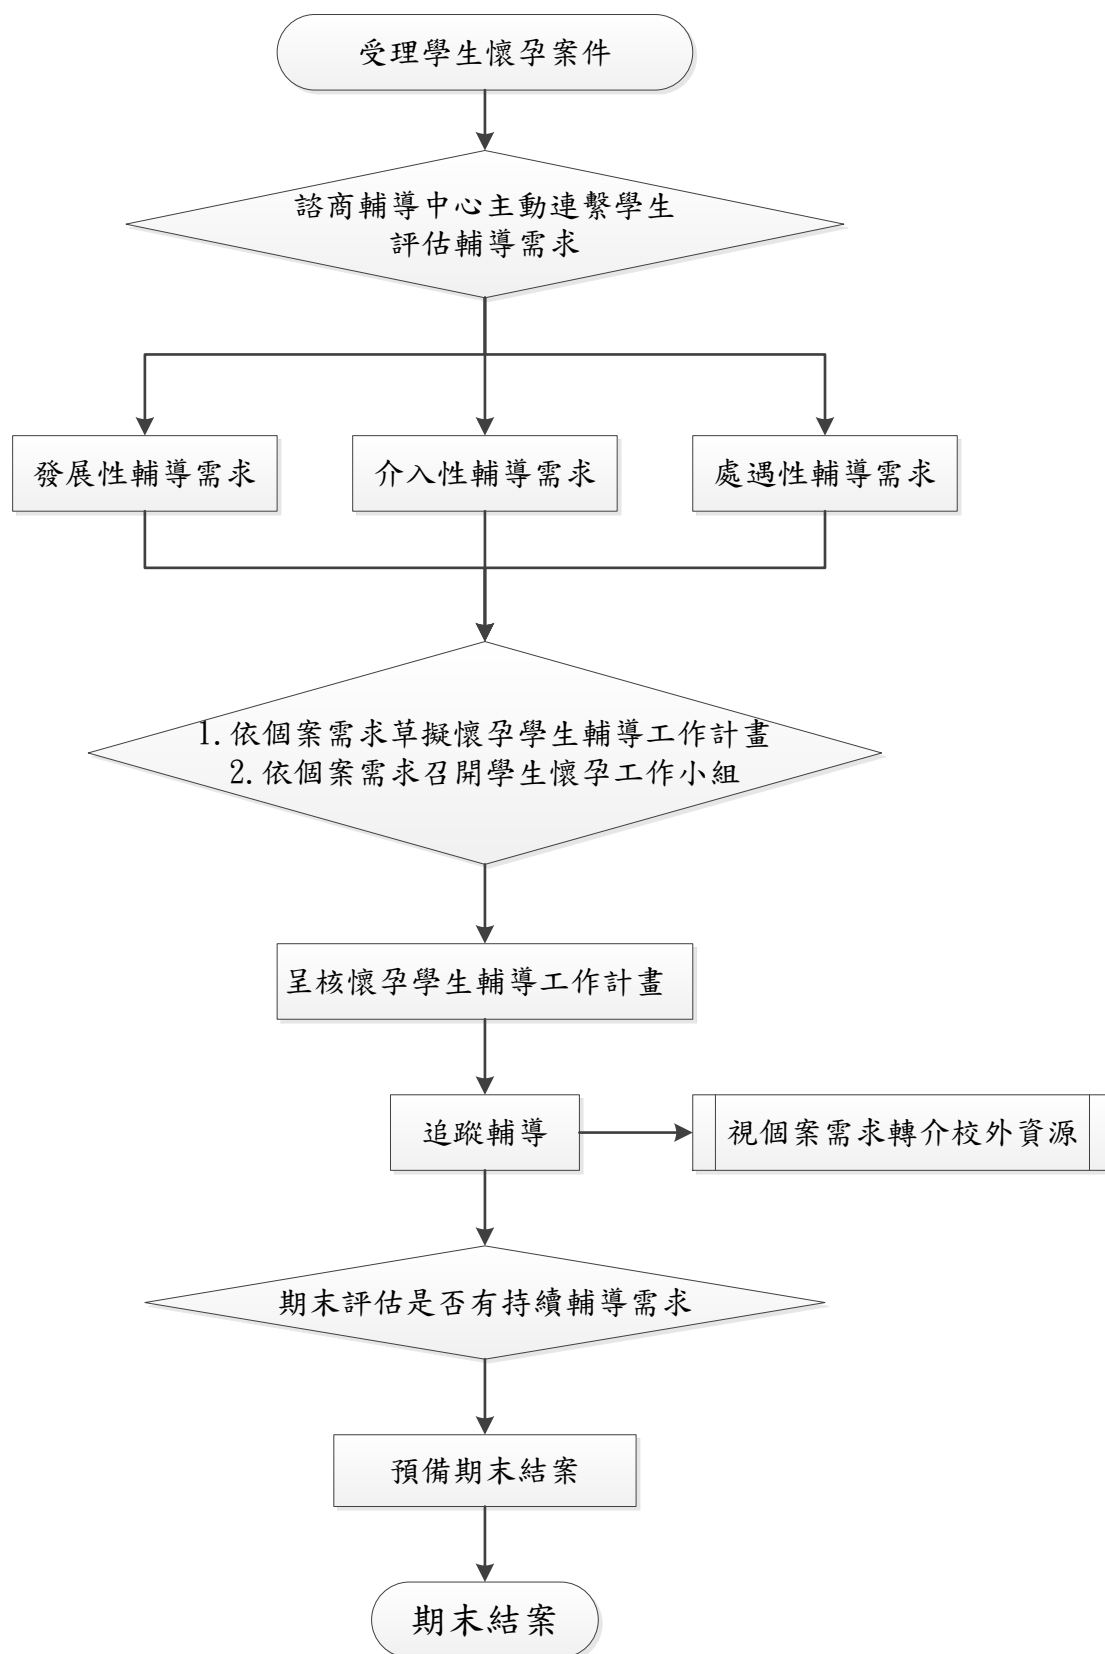 受理學生懷孕案件
諮商輔導中心主動連繫學生
評估輔導需求
發展性輔導需求
介入性輔導需求
處遇性輔導需求
1.依個案需求草擬懷孕學生輔導工作計畫
2.依個案需求召開學生懷孕工作小組
呈核懷孕學生輔導工作計畫
追蹤輔導
視個案需求轉介校外資源
期末評估是否有持續輔導需求
預備期末結案
期末結案